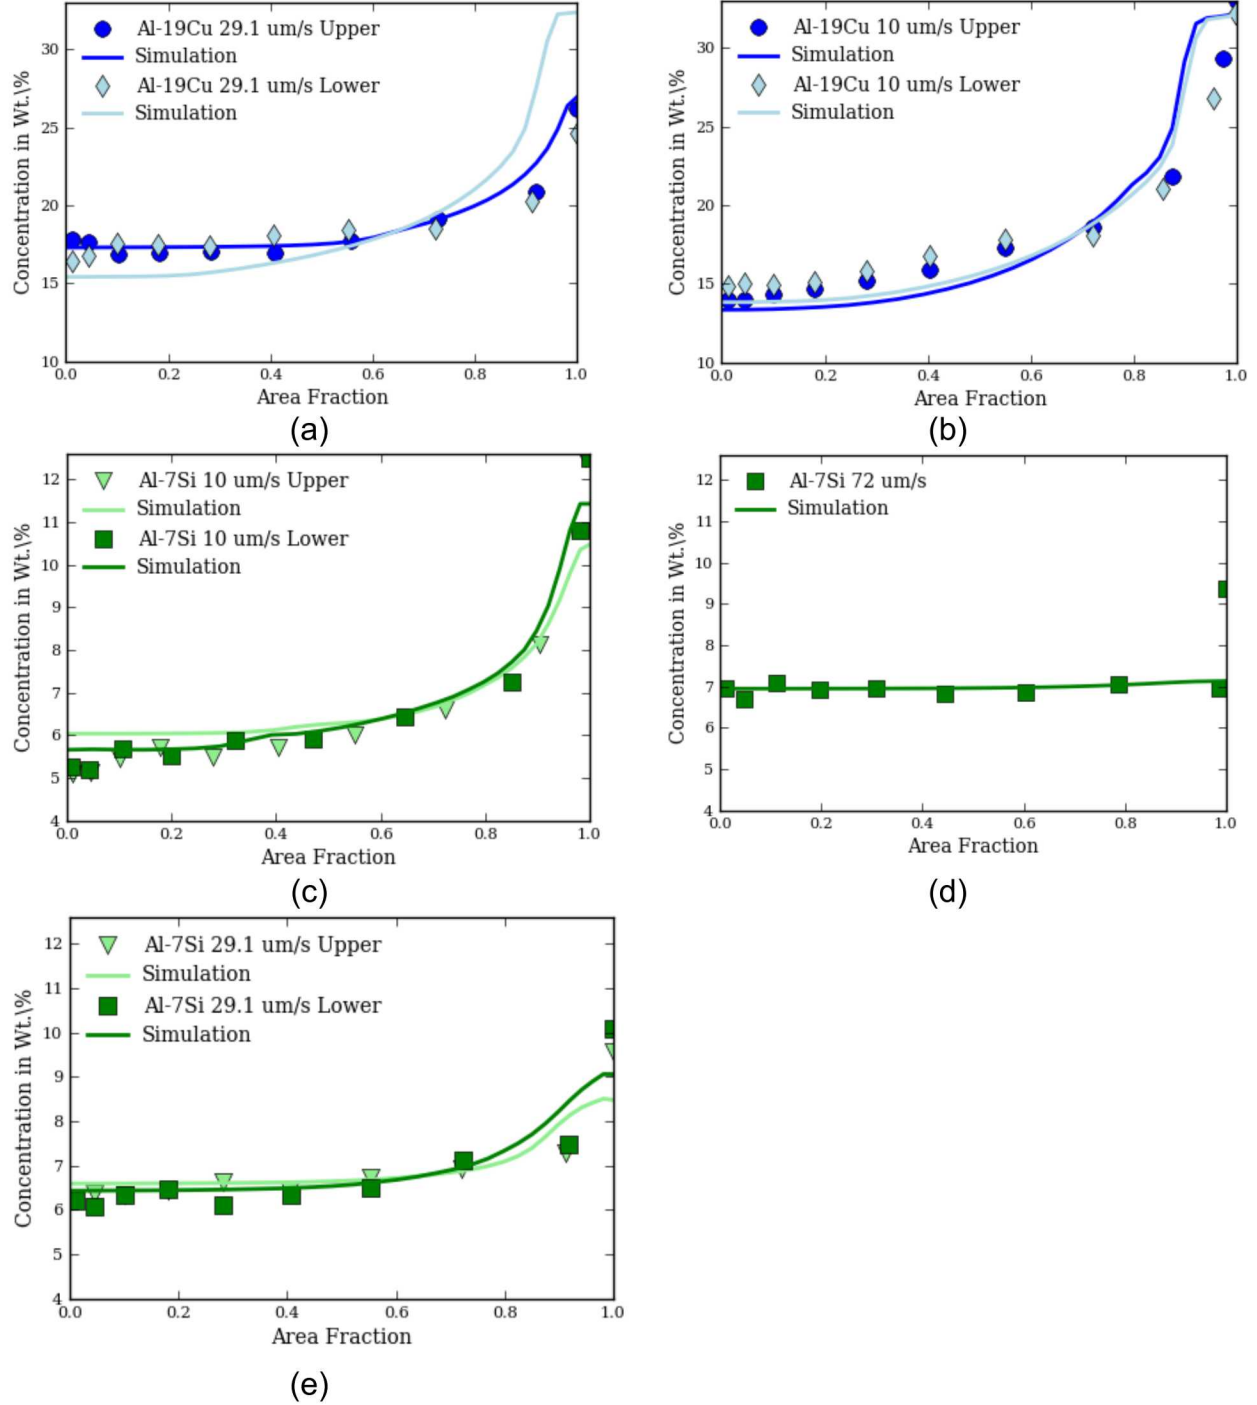 Al-19Cu 29.1 um/s Upper
Simulation
Al-19Cu 29.1 um/s Lower
Simulation
Concentration in Wt.\%
30
25
20
15
10
0.0 0.2 0.4 0.6 0.8 1.0
Area Fraction
(a)
Al-19Cu 10 um/s Upper
Simulation
Al-19Cu 10 um/s Lower
Simulation
Concentration in Wt.\%
30
25
20
15
10
0.0 0.2 0.4 0.6 0.8 1.0
Area Fraction
(b)
Al-7Si 10 um/s Upper
Simulation
Al-7Si 10 um/s Lower
Simulation
Concentration in Wt.\%
12
11
10
9
8
7
6
5
4
0.0 0.2 0.4 0.6 0.8 1.0
Area Fraction
(c)
Al-7Si 72 um/s
Simulation
Concentration in Wt.\%
12
11
10
9
8
7
6
5
4
0.0 0.2 0.4 0.6 0.8 1.0
Area Fraction
(d)
Al-7Si 29.1 um/s Upper
Simulation
Al-7Si 29.1 um/s Lower
Simulation
Concentration in Wt.\%
12
11
10
9
8
7
6
5
4
0.0 0.2 0.4 0.6 0.8 1.0
Area Fraction
(e)